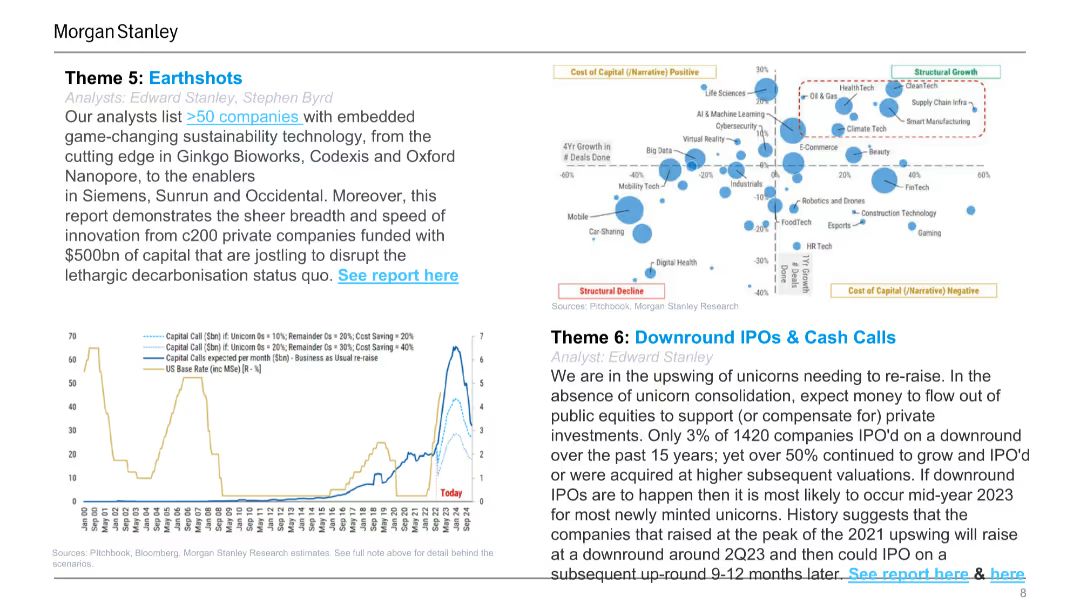 Morgan Stanley
Theme 5: Earthshots
Analysts: Edward Stanley, Stephen Byrd
Our analysts list >50 companies with embedded
game-changing sustainability technology, from the
cutting edge in Ginkgo Bioworks, Codexis and Oxford
Nanopore, to the enablers
in Siemens, Sunrun and Occidental. Moreover, this
report demonstrates the sheer breadth and speed of
innovation from c200 private companies funded with
$500bn of capital that are jostling to disrupt the
lethargic decarbonisation status quo. See report here
Cost of Capital (/Narrative) Positive
Structural Growth
30%
20%
10%
0%
-10%
-20%
-30%
-40%
Life Sciences
Oil & Gas
HealthTech
CleanTech
Supply Chain Infra
Smart Manufacturing
AI & Machine Learning
Cybersecurity
Climate Tech
Virtual Reality
E-Commerce
Beauty
Big Data
4Yr Growth in
# Deals Done
-60%
-40%
-20%
0%
20%
40%
60%
Mobility Tech
Industrials
FinTech
Robotics and Drones
Mobile
Construction Technology
Car-Sharing
FoodTech
Esports
Gaming
HR Tech
Digital Health
1Yr Growth
# Deals
Done
Structural Decline
Cost of Capital (/Narrative) Negative
Sources: Pitchbook, Morgan Stanley Research
70
60
50
40
30
20
10
0
7
6
5
4
3
2
1
0
Capital Call ($bn) if: Unicorn 0s = 10%; Remainder 0s = 20%; Cost Saving = 20%
Capital Call ($bn) if: Unicorn 0s = 20%; Remainder 0s = 30%; Cost Saving = 40%
Capital Calls expected per month ($bn) - Business as Usual re-raise
US Base Rate (inc MSe) [R - %]
Today
Jan 00
Sep 00
May 01
Jan 02
Sep 02
May 03
Jan 04
Sep 04
May 05
Jan 06
Sep 06
May 07
Jan 08
Sep 08
May 09
Jan 10
Sep 10
May 11
Jan 12
Sep 12
May 13
Jan 14
Sep 14
May 15
Jan 16
Sep 16
May 17
Jan 18
Sep 18
May 19
Jan 20
Sep 20
May 21
Jan 22
Sep 22
May 23
Jan 24
Sep 24
Sources: Pitchbook, Bloomberg, Morgan Stanley Research estimates. See full note above for detail behind the
scenarios.
Theme 6: Downround IPOs & Cash Calls
Analyst: Edward Stanley
We are in the upswing of unicorns needing to re-raise. In the
absence of unicorn consolidation, expect money to flow out of
public equities to support (or compensate for) private
investments. Only 3% of 1420 companies IPO'd on a downround
over the past 15 years; yet over 50% continued to grow and IPO'd
or were acquired at higher subsequent valuations. If downround
IPOs are to happen then it is most likely to occur mid-year 2023
for most newly minted unicorns. History suggests that the
companies that raised at the peak of the 2021 upswing will raise
at a downround around 2Q23 and then could IPO on a
subsequent up-round 9-12 months later. See report here & here
8